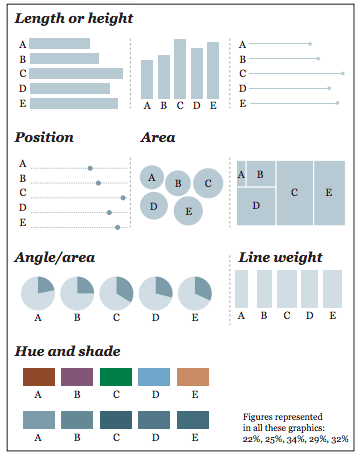 Length or height
A
B
C
D
E
A B C D E
A
B
C
D
E
Position
A
B
C
D
E
Area
A B C
D E
A B
C E
D
Angle/area
A B C D E
Line weight
A B C D E
Hue and shade
A B C D E
A B C D E
Figures represented
in all these graphics:
22%, 25%, 34%, 29%, 32%